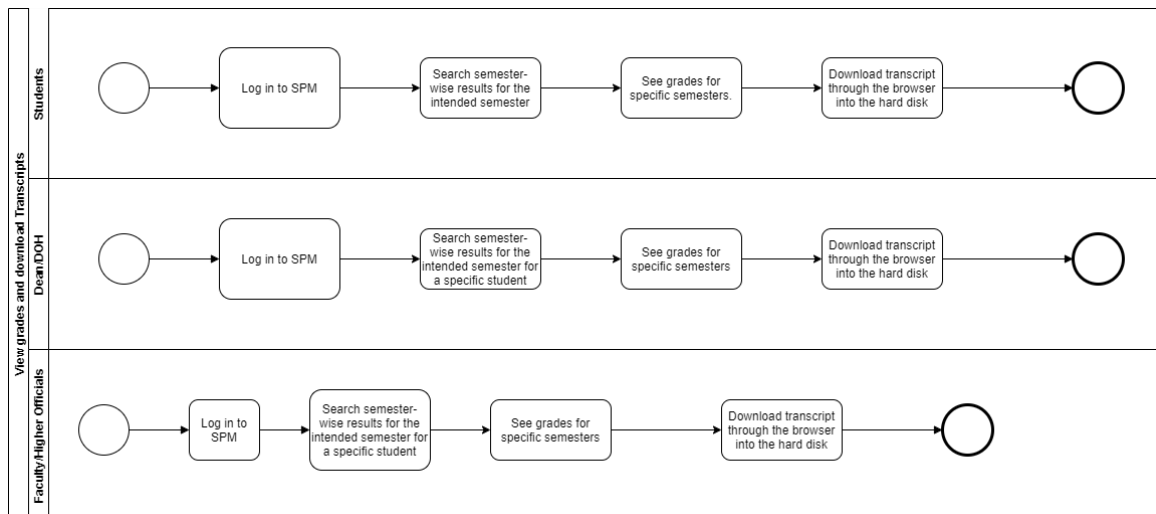 View grades and download Transcripts
Students
Log in to SPM
Search semester-
wise results for the
intended semester
See grades for
specific semesters.
Download transcript
through the browser
into the hard disk
Dean/DOH
Log in to SPM
Search semester-
wise results for the
intended semester for
a specific student
See grades for
specific semesters
Download transcript
through the browser
into the hard disk
Faculty/Higher Officials
Log in to
SPM
Search semester-
wise results for the
intended semester for
a specific student
See grades for
specific semesters
Download transcript
through the browser
into the hard disk